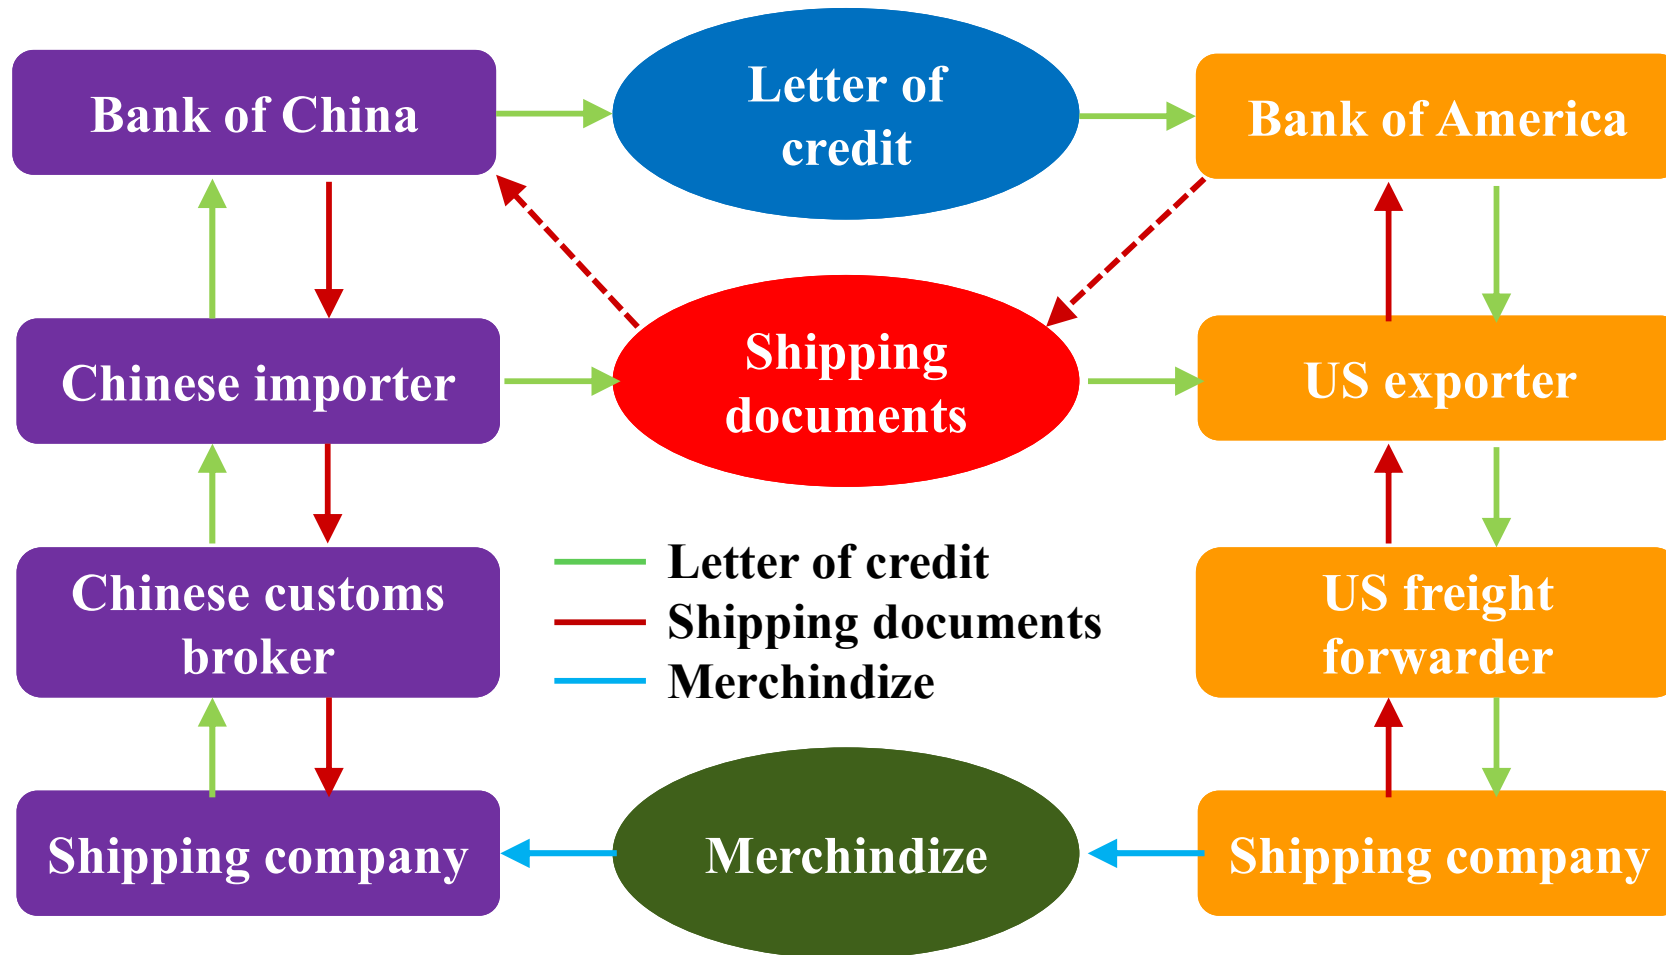 Bank of China
Letter of
credit
Bank of America
Chinese importer
Shipping
documents
US exporter
Chinese customs
broker
Letter of credit
Shipping documents
Merchindize
US freight
forwarder
Shipping company
Merchindize
Shipping company